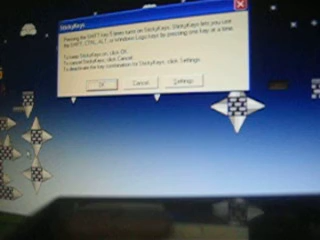 StickyKeys
Pressing the SHIFT key 5 times turns on StickyKeys. StickyKeys lets you use
the SHIFT, CTRL, ALT, or Windows Logo keys by pressing one key at a time.
To keep StickyKeys on, click OK.
To cancel StickyKeys, click Cancel.
To deactivate the key combination for StickyKeys, click Settings.
OK Cancel Settings